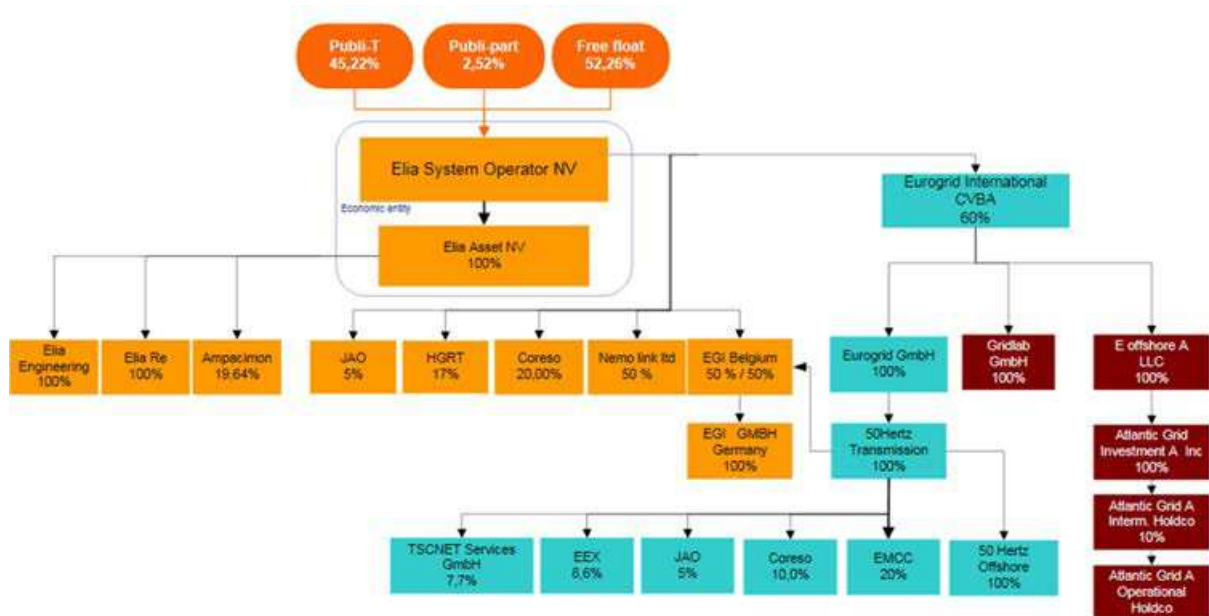 Publi-T
45,22%
Publi-part
2,52%
Free float
52,26%
Elia System Operator NV
Economic entity
Elia Asset NV
100%
Eurogrid International
CVBA
60%
Elia
Engineering
100%
Elia Re
100%
Ampacimon
19,64%
JAO
5%
HGRT
17%
Coreso
20,00%
Nemo link ltd
50 %
EGI Belgium
50 % / 50%
Eurogrid GmbH
100%
Gridlab
GmbH
100%
E offshore A
LLC
100%
EGI GMBH
Germany
100%
50Hertz
Transmission
100%
Atlantic Grid
Investment A Inc
100%
Atlantic Grid A
Interm. Holdco
10%
Atlantic Grid A
Operational
Holdco
TSCNET Services
GmbH
7,7%
EEX
8,6%
JAO
5%
Coreso
10,0%
EMCC
20%
50 Hertz
Offshore
100%